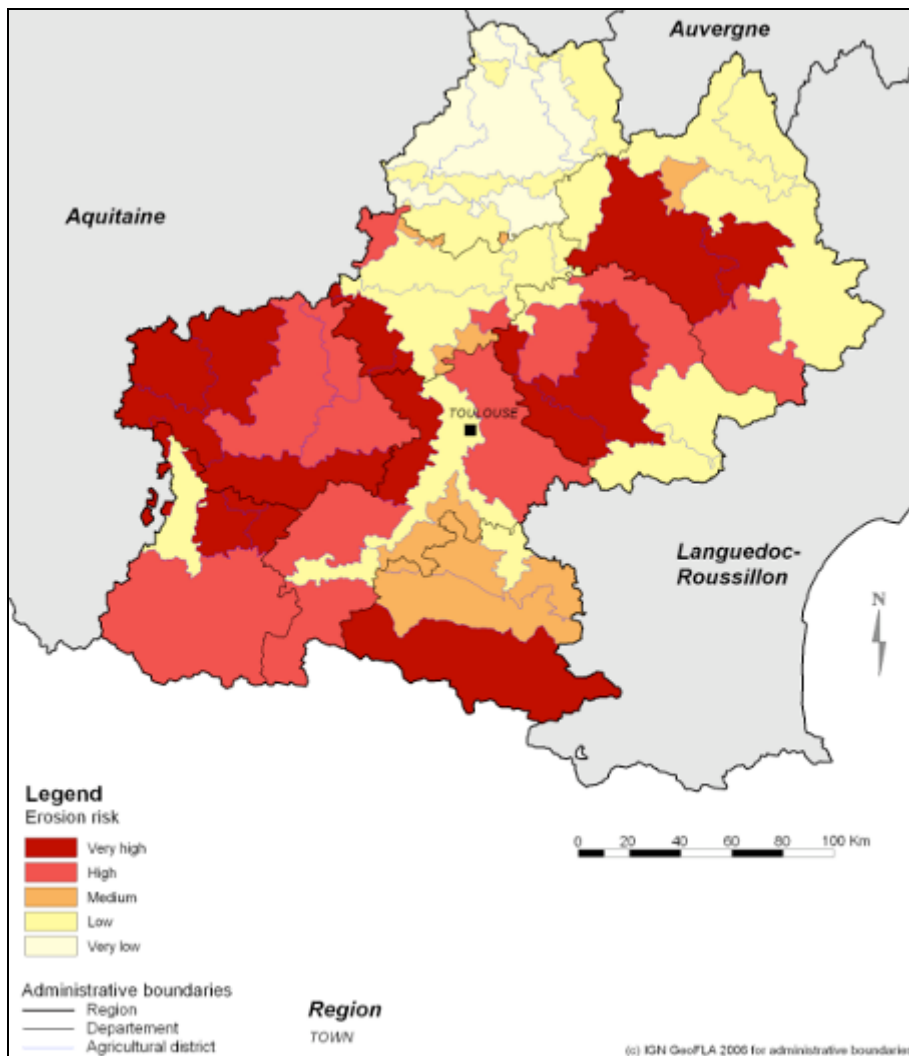 Auvergne
Aquitaine
TOULOUSE
Languedoc-
Roussillon
N
Legend
Erosion risk
Very high
High
Medium
Low
Very low
0 20 40 60 80 100 Km
Administrative boundaries
Region
Departement
Agricultural district
Region
TOWN
(c) IGN GeoFLA 2006 for administrative boundaries